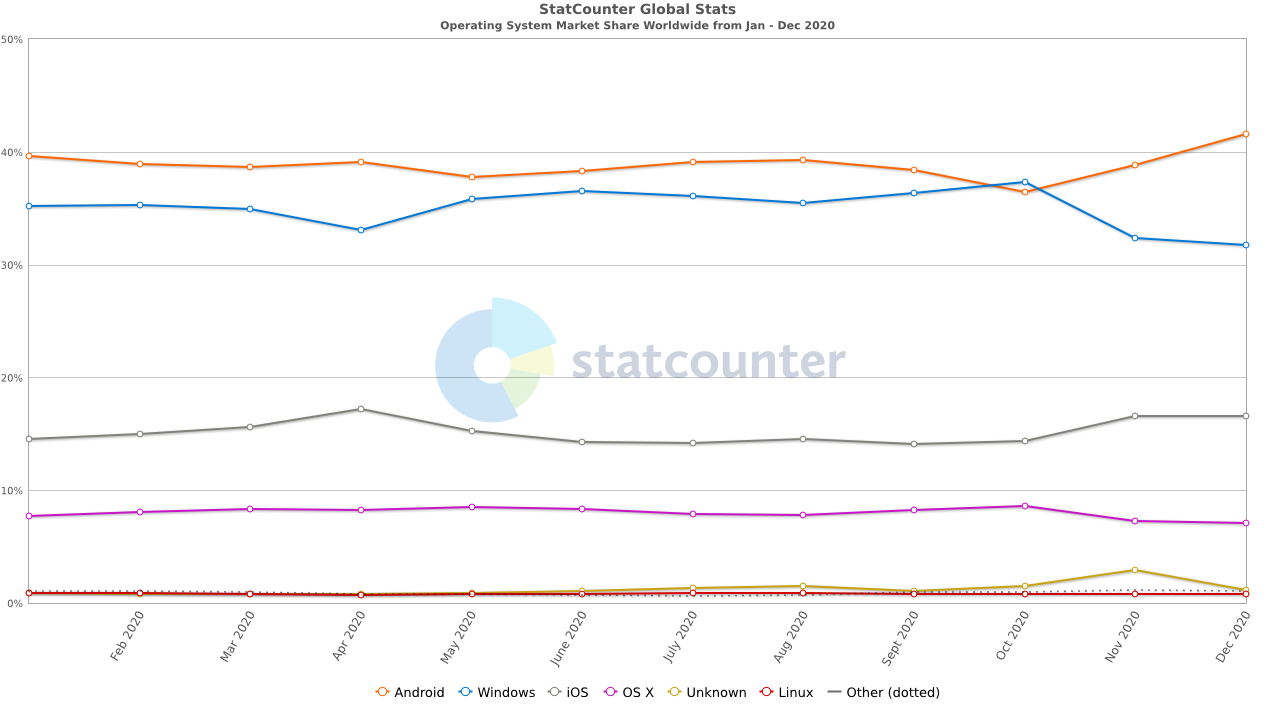 StatCounter Global Stats
Operating System Market Share Worldwide from Jan - Dec 2020
50%
40%
30%
20%
10%
0%
statcounter
Feb 2020
Mar 2020
Apr 2020
May 2020
June 2020
July 2020
Aug 2020
Sept 2020
Oct 2020
Nov 2020
Dec 2020
Android Windows iOS OS X Unknown Linux Other (dotted)